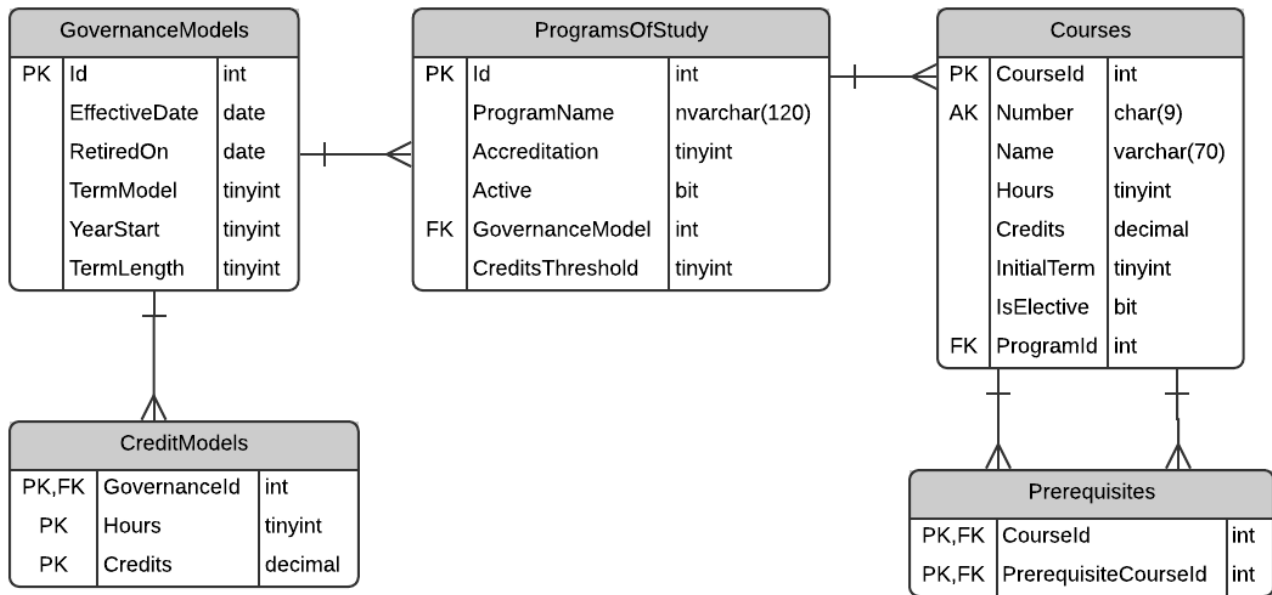 GovernanceModels
PK Id int
EffectiveDate date
RetiredOn date
TermModel tinyint
YearStart tinyint
TermLength tinyint
ProgramsOfStudy
PK Id int
ProgramName nvarchar(120)
Accreditation tinyint
Active bit
FK GovernanceModel int
CreditsThreshold tinyint
Courses
PK CourseId int
AK Number char(9)
Name varchar(70)
Hours tinyint
Credits decimal
InitialTerm tinyint
IsElective bit
FK ProgramId int
CreditModels
PK,FK GovernanceId int
PK Hours tinyint
PK Credits decimal
Prerequisites
PK,FK CourseId int
PK,FK PrerequisiteCourseId int